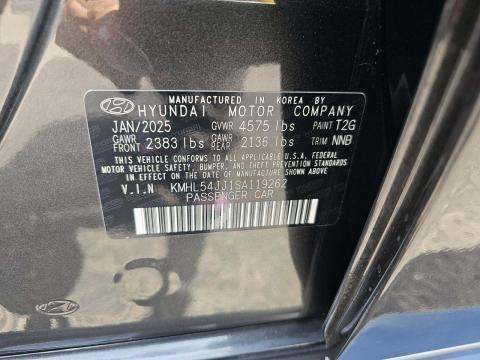 MANUFACTURED IN KOREA BY
HYUNDAI MOTOR COMPANY
JAN/2025 GVWR 4575 lbs PAINT T2G
GAWR FRONT 2383 lbs GAWR REAR 2136 lbs TRIM NNB
THIS VEHICLE CONFORMS TO ALL APPLICABLE U.S.A. FEDERAL
MOTOR VEHICLE SAFETY, BUMPER, AND THEFT PREVENTION STANDARDS
IN EFFECT ON THE DATE OF MANUFACTURE SHOWN ABOVE.
V.I.N KMHL54JJ1SA119262
PASSENGER CAR